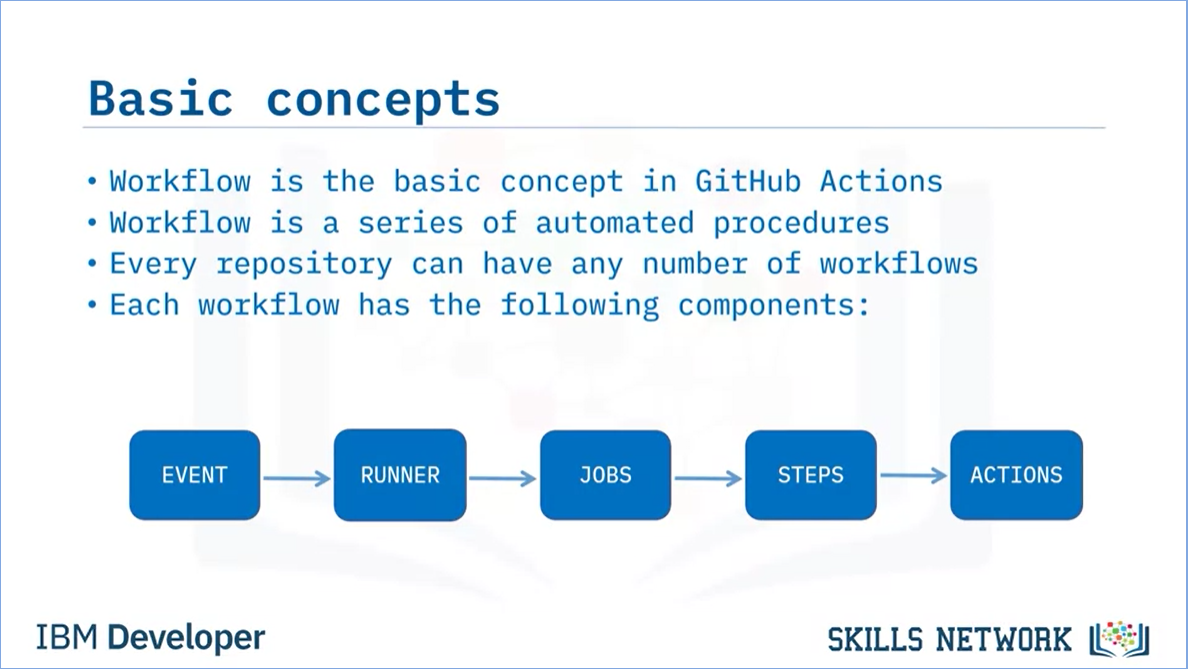 Basic concepts
• Workflow is the basic concept in GitHub Actions
• Workflow is a series of automated procedures
• Every repository can have any number of workflows
• Each workflow has the following components:
EVENT
RUNNER
JOBS
STEPS
ACTIONS
IBM Developer
SKILLS NETWORK